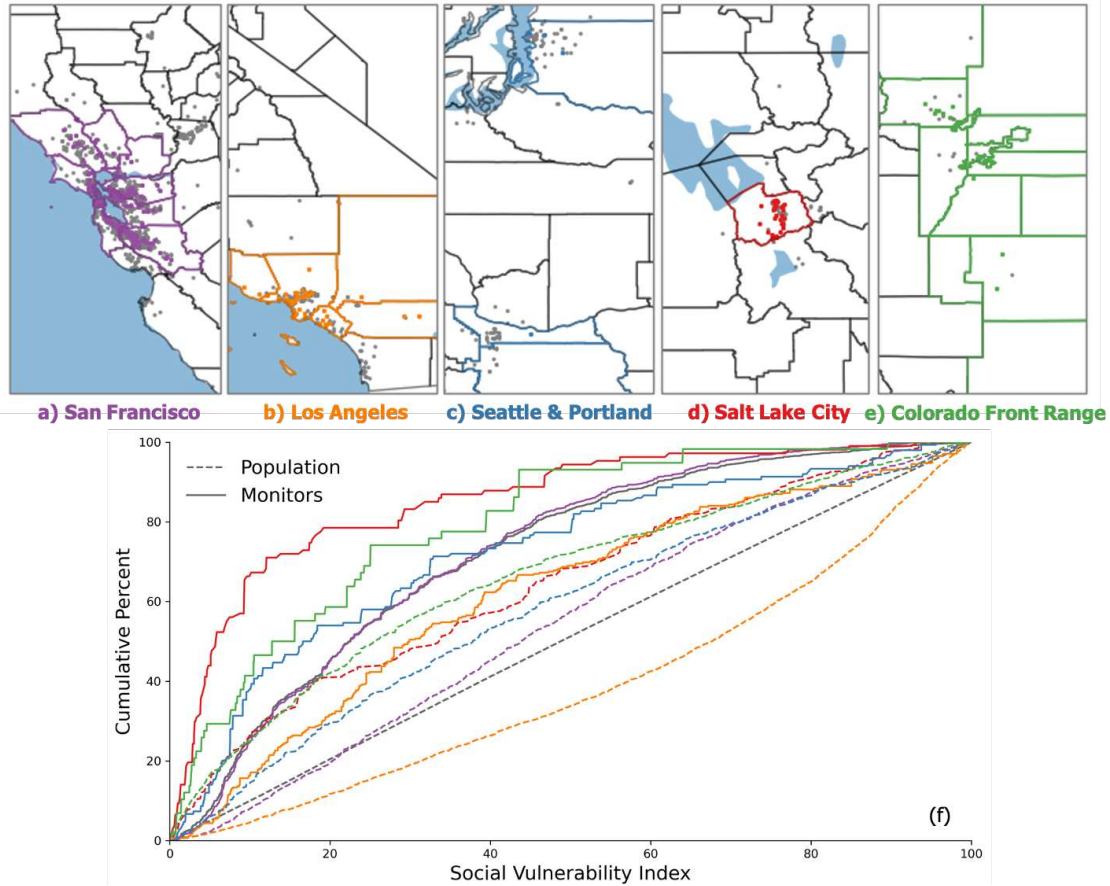 a) San Francisco b) Los Angeles c) Seattle & Portland d) Salt Lake City e) Colorado Front Range
100
80
60
40
20
0
Cumulative Percent
Population
Monitors
(f)
0 20 40 60 80 100
Social Vulnerability Index